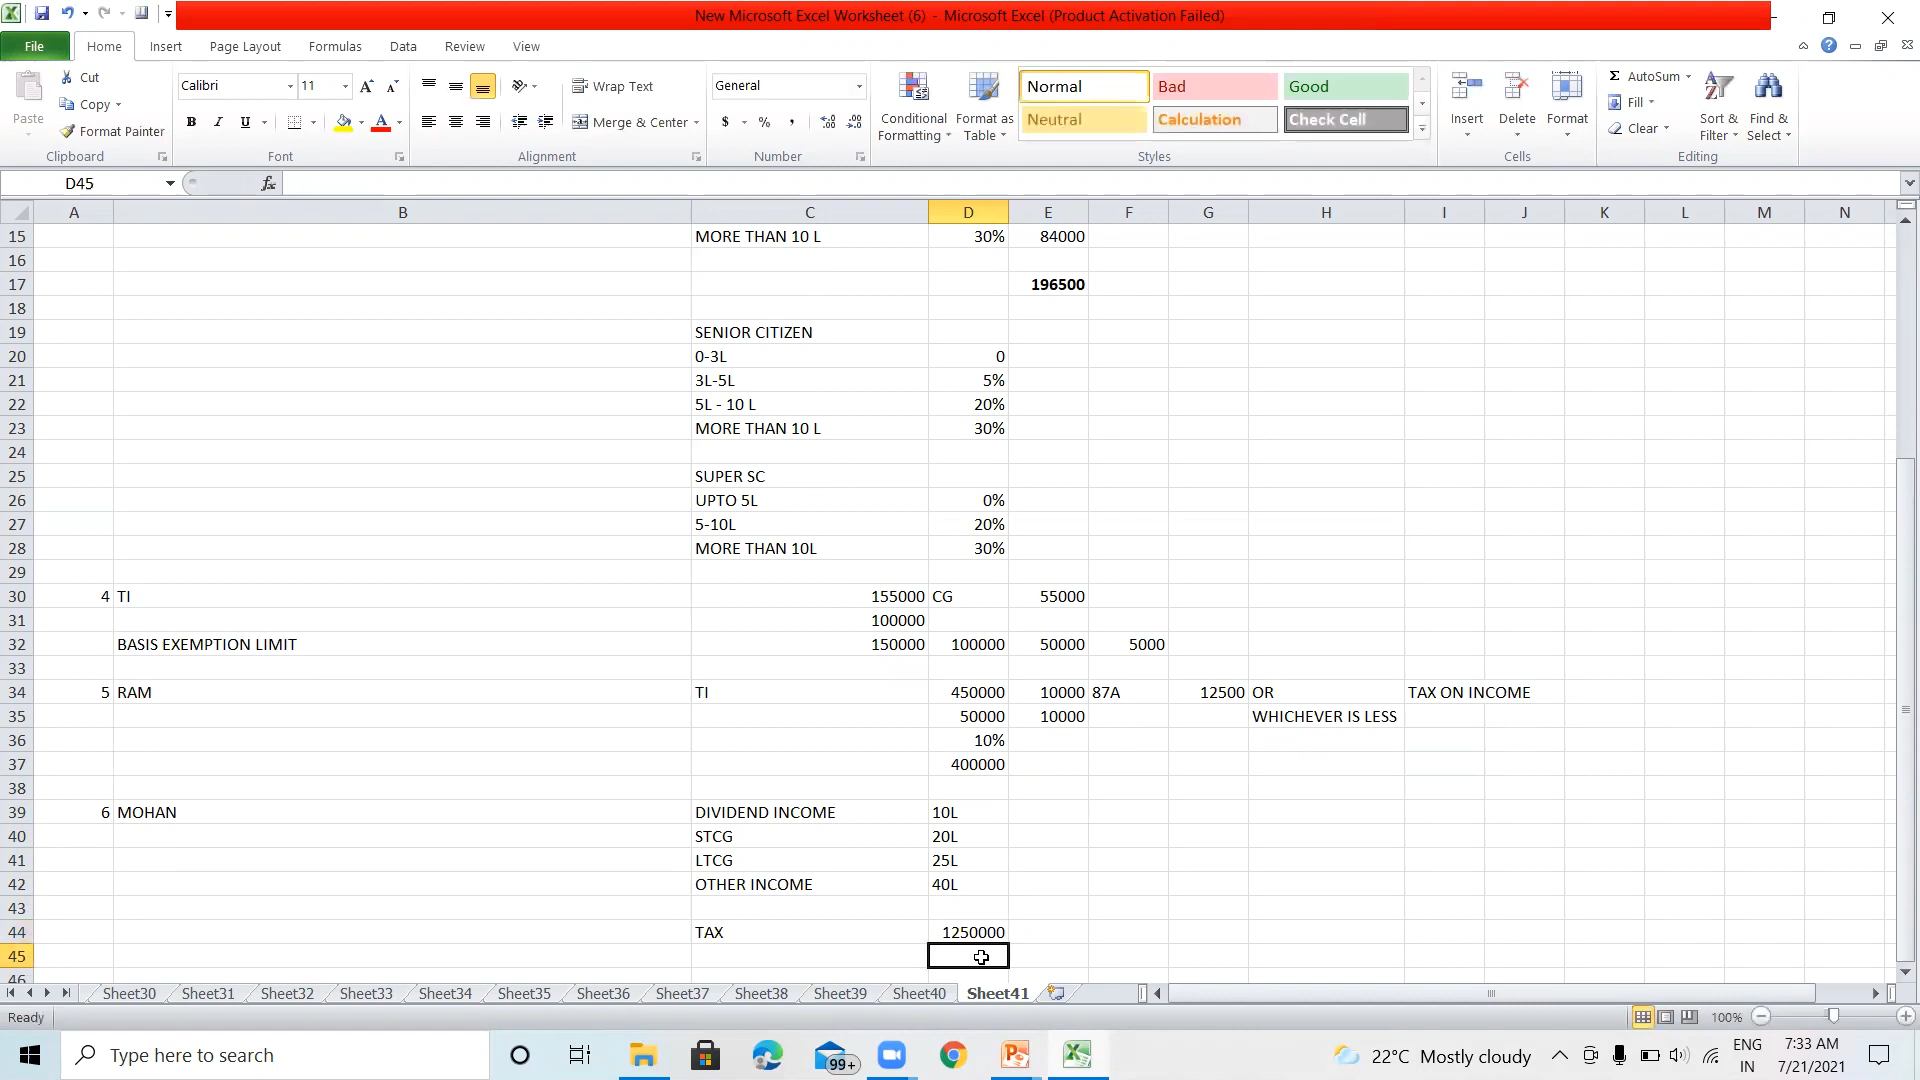 New Microsoft Excel Worksheet (6) - Microsoft Excel (Product Activation Failed)
File Home Insert Page Layout Formulas Data Review View
Paste
Cut
Copy
Format Painter
Clipboard
Calibri 11
B I U
Font
Wrap Text
Merge & Center
Alignment
General
$ % ,
Number
Conditional Formatting
Format as Table
Normal Bad Good
Neutral Calculation Check Cell
Styles
Insert Delete Format
Cells
Σ AutoSum
Fill
Clear
Sort & Filter
Find & Select
Editing
D45 fx
A B C D E F G H I J K L M N
15 MORE THAN 10 L 30% 84000
16
17 196500
18
19 SENIOR CITIZEN
20 0-3L 0
21 3L-5L 5%
22 5L - 10 L 20%
23 MORE THAN 10 L 30%
24
25 SUPER SC
26 UPTO 5L 0%
27 5-10L 20%
28 MORE THAN 10L 30%
29
30 4 TI 155000 CG 55000
31 100000
32 BASIS EXEMPTION LIMIT 150000 100000 50000 5000
33
34 5 RAM TI 450000 10000 87A 12500 OR TAX ON INCOME
35 50000 10000 WHICHEVER IS LESS
36 10%
37 400000
38
39 6 MOHAN DIVIDEND INCOME 10L
40 STCG 20L
41 LTCG 25L
42 OTHER INCOME 40L
43
44 TAX 1250000
45
46
Sheet30 Sheet31 Sheet32 Sheet33 Sheet34 Sheet35 Sheet36 Sheet37 Sheet38 Sheet39 Sheet40 Sheet41
Ready 100%
Type here to search
99+
22°C Mostly cloudy
ENG
IN
7:33 AM
7/21/2021